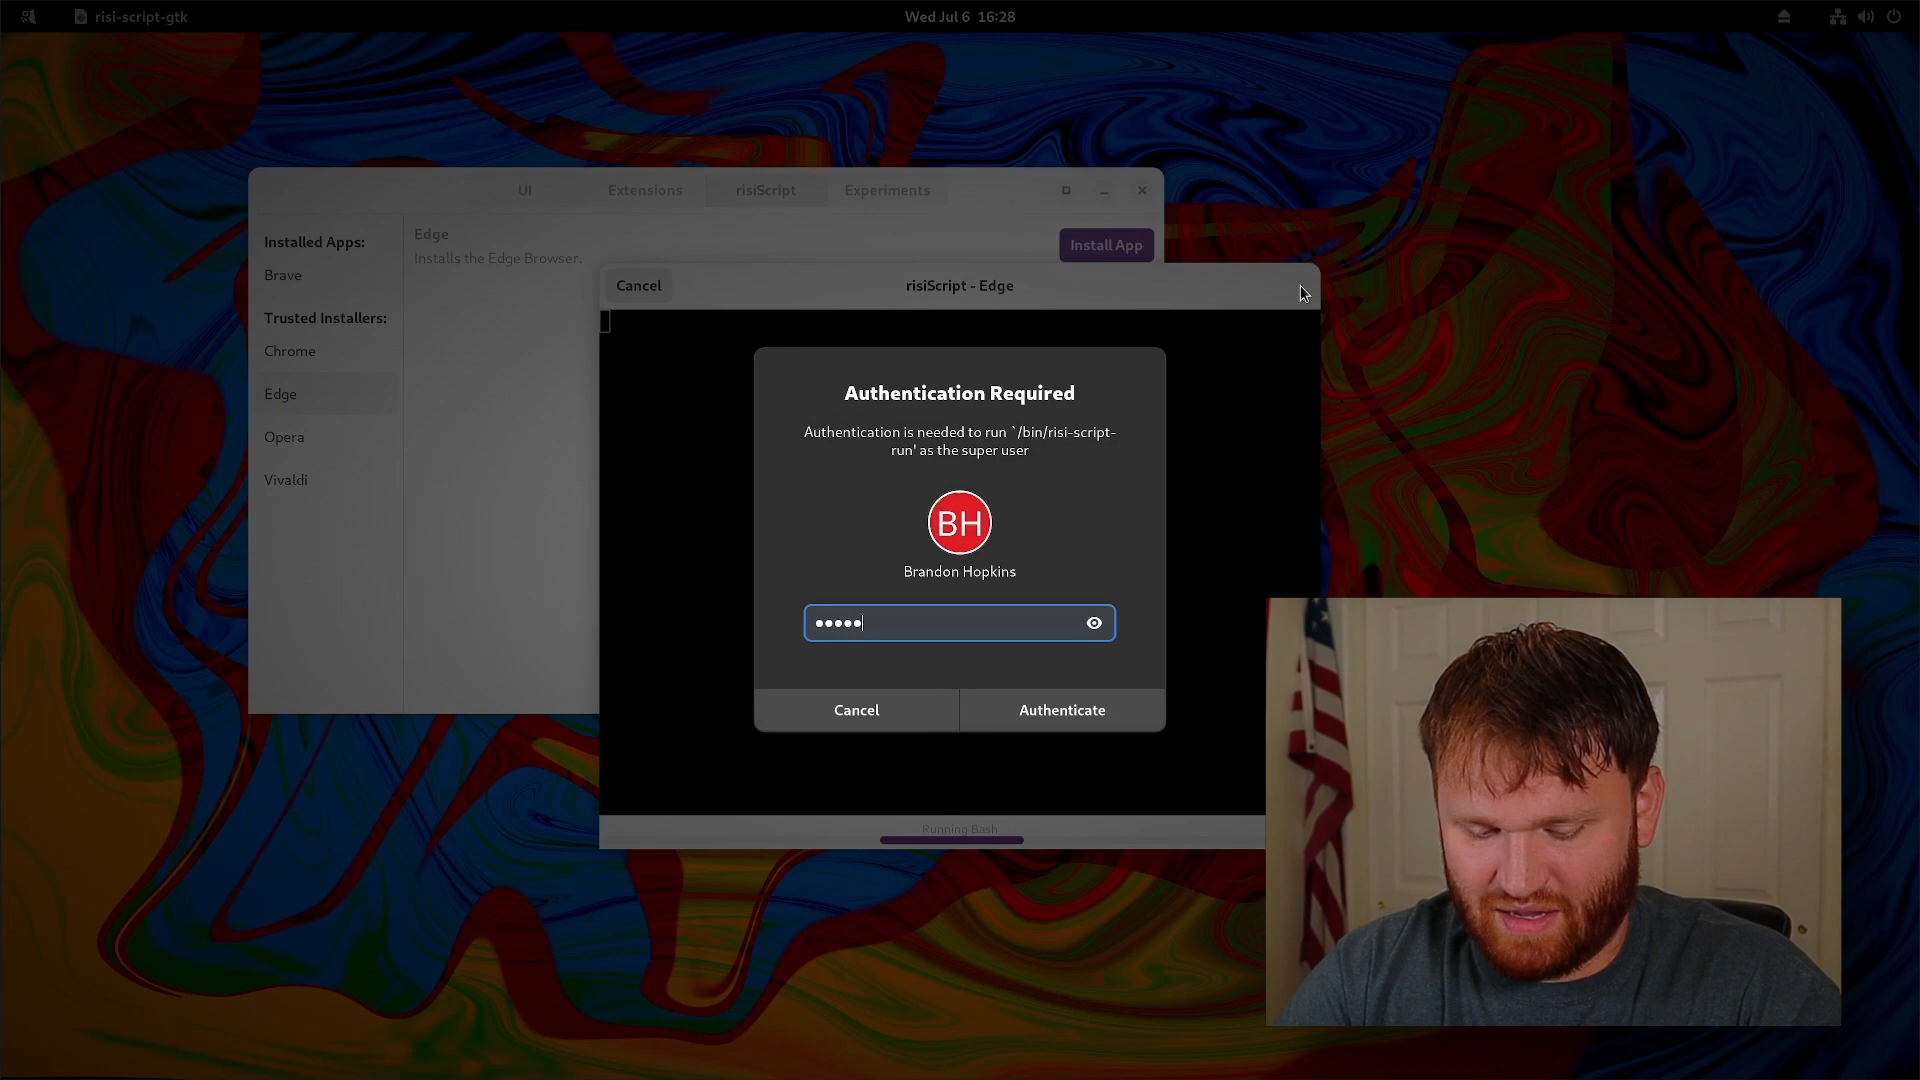 risi-script-gtk
Wed Jul 6 16:28
UI
Extensions
risiScript
Experiments
Installed Apps:
Brave
Trusted Installers:
Chrome
Edge
Opera
Vivaldi
Edge
Installs the Edge Browser.
Install App
Cancel
risiScript - Edge
Authentication Required
Authentication is needed to run `/bin/risi-script-
run' as the super user
BH
Brandon Hopkins
Cancel
Authenticate
Running Bash